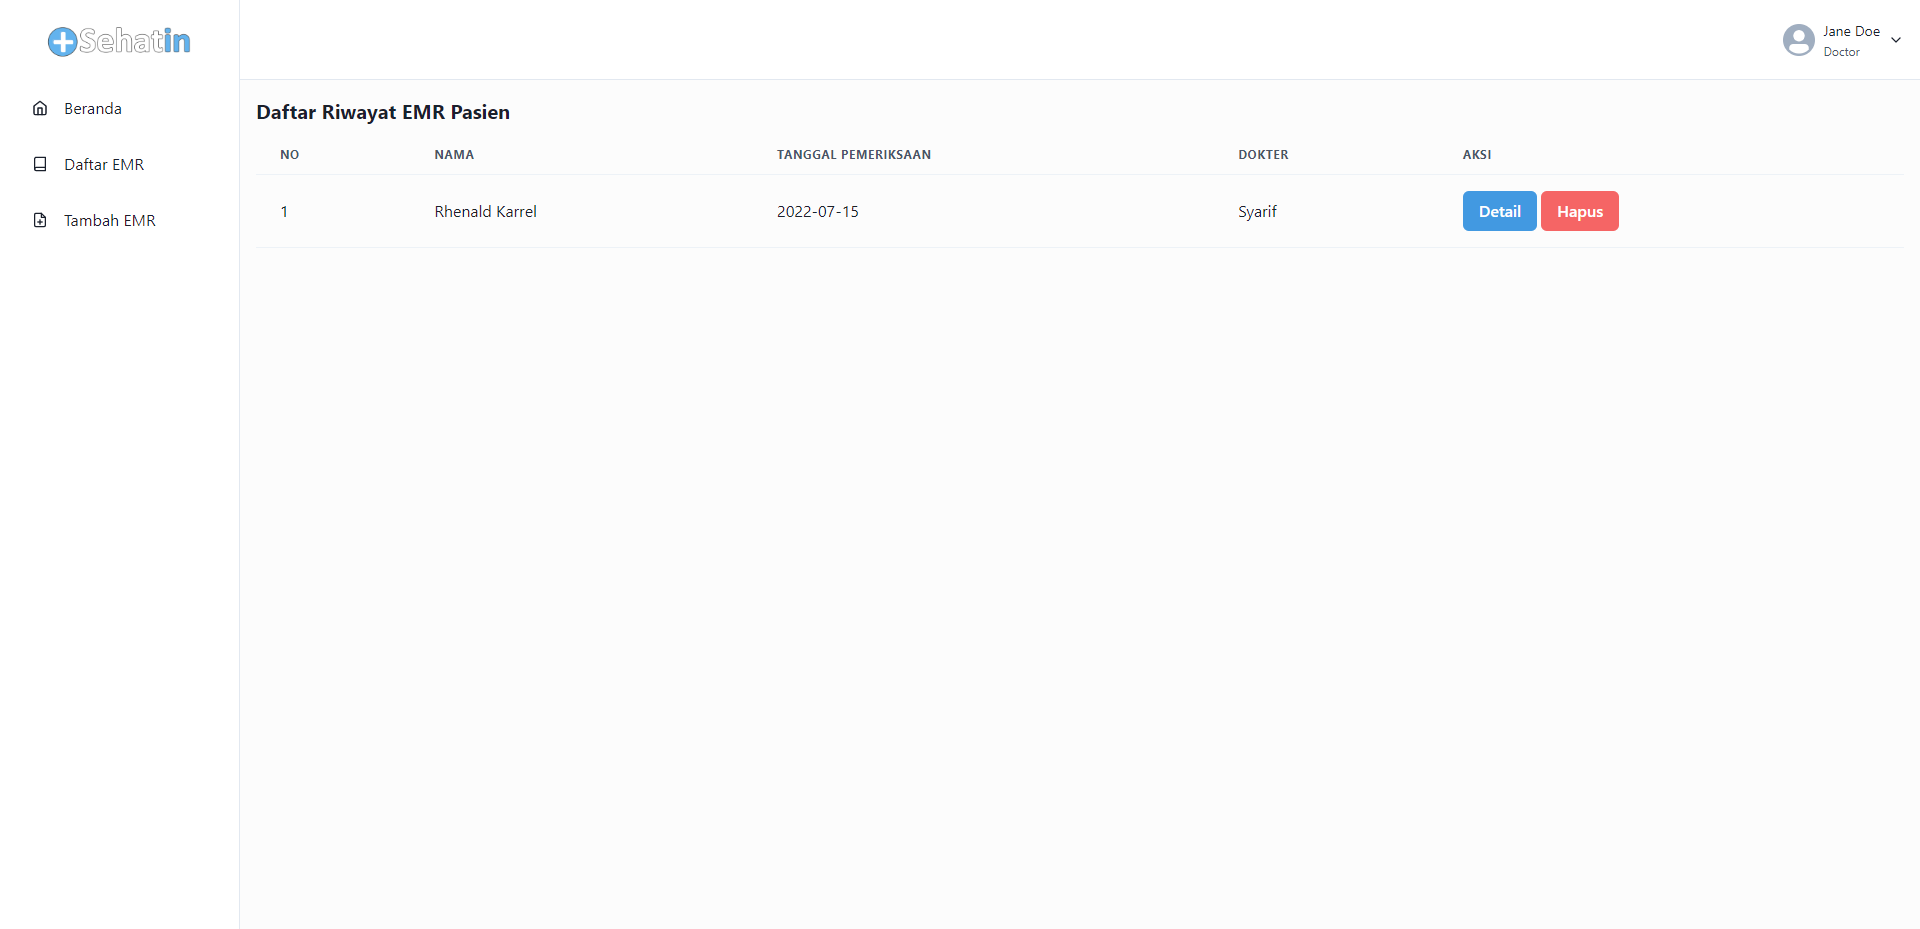 Sehatin
Jane Doe
Doctor
Beranda
Daftar EMR
Tambah EMR
Daftar Riwayat EMR Pasien
NO NAMA TANGGAL PEMERIKSAAN DOKTER AKSI
1 Rhenald Karrel 2022-07-15 Syarif Detail Hapus